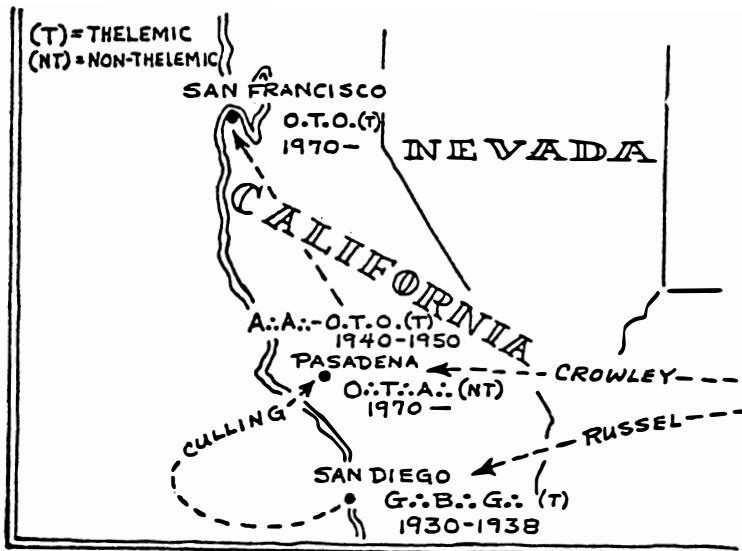 (T) = THELEMIC
(NT) = NON-THELEMIC
SAN FRANCISCO
O.T.O. (T)
1970–
NEVADA
CALIFORNIA
A∴A∴-O.T.O. (T)
1940-1950
PASADENA
CROWLEY
O∴T∴A∴ (NT)
1970–
CULLING
RUSSEL
SAN DIEGO
G∴B∴G∴ (T)
1930-1938